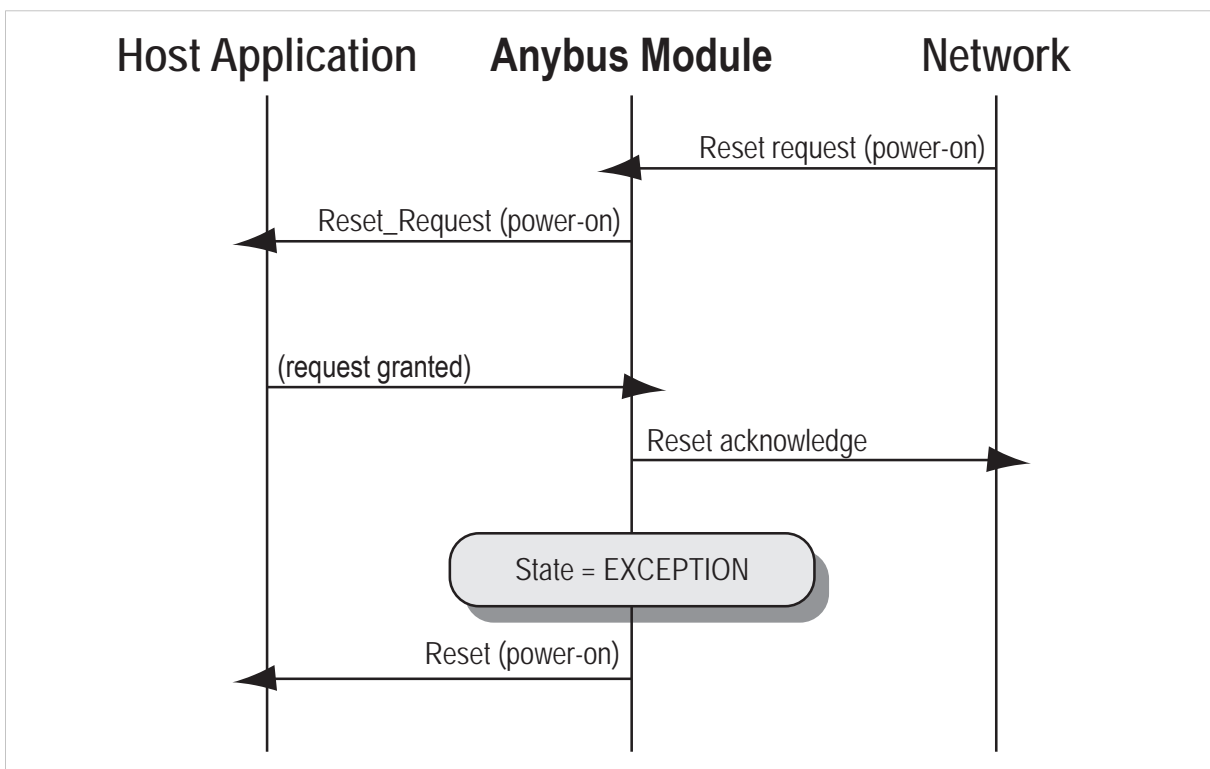 Host Application
Anybus Module
Network
Reset request (power-on)
Reset_Request (power-on)
(request granted)
Reset acknowledge
State = EXCEPTION
Reset (power-on)